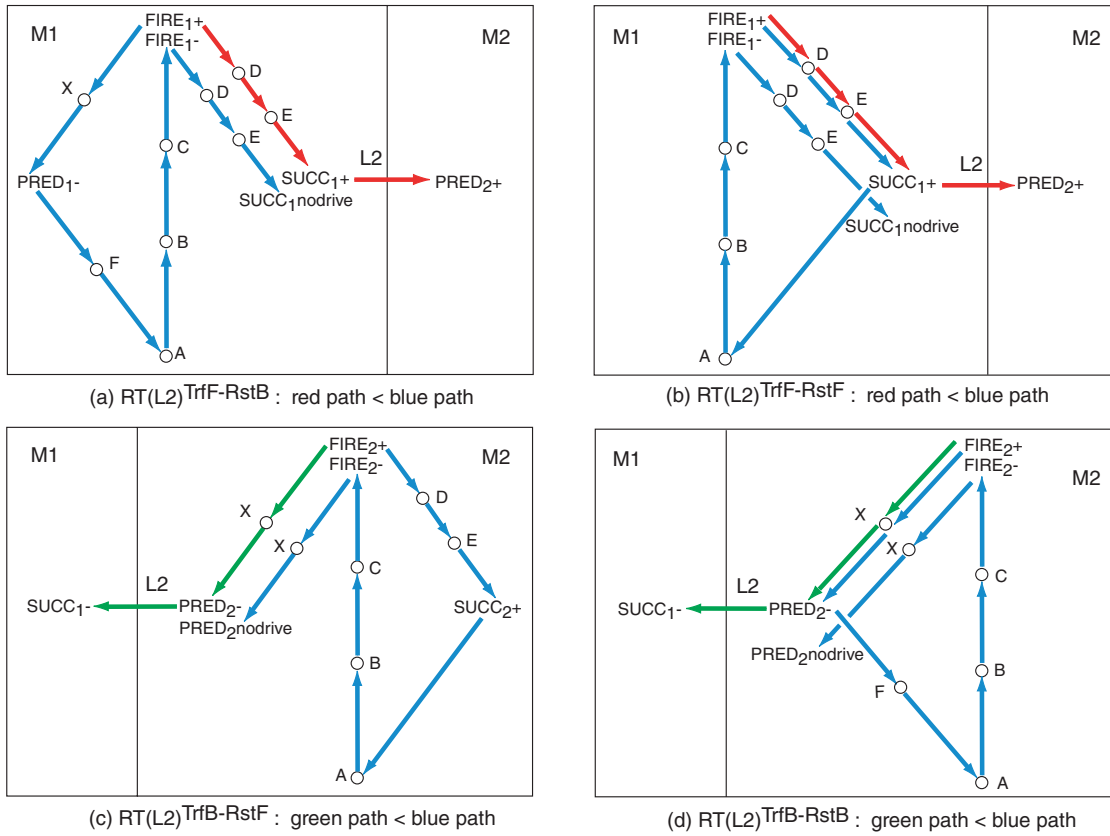 M1
FIRE1+
FIRE1-
M2
X
D
D
E
E
C
PRED1-
L2
SUCC1+
PRED2+
SUCC1nodrive
B
F
A
(a) RT(L2)TrfF-RstB : red path < blue path
M1
FIRE1+
FIRE1-
M2
D
D
E
E
C
L2
SUCC1+
PRED2+
SUCC1nodrive
B
A
(b) RT(L2)TrfF-RstF : red path < blue path
M1
FIRE2+
FIRE2-
M2
D
X
X
E
C
L2
SUCC1-
PRED2-
SUCC2+
PRED2nodrive
B
A
(c) RT(L2)TrfB-RstF : green path < blue path
M1
FIRE2+
FIRE2-
M2
X
X
C
L2
SUCC1-
PRED2-
PRED2nodrive
B
F
A
(d) RT(L2)TrfB-RstB : green path < blue path